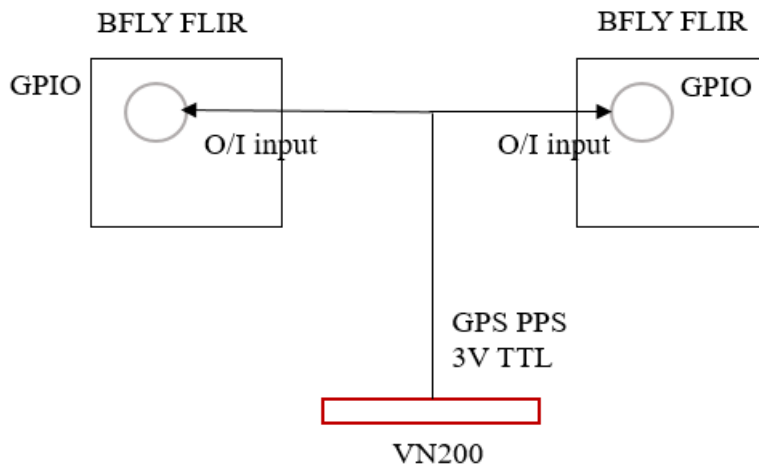 BFLY FLIR
BFLY FLIR
GPIO
GPIO
O/I input
O/I input
GPS PPS
3V TTL
VN200